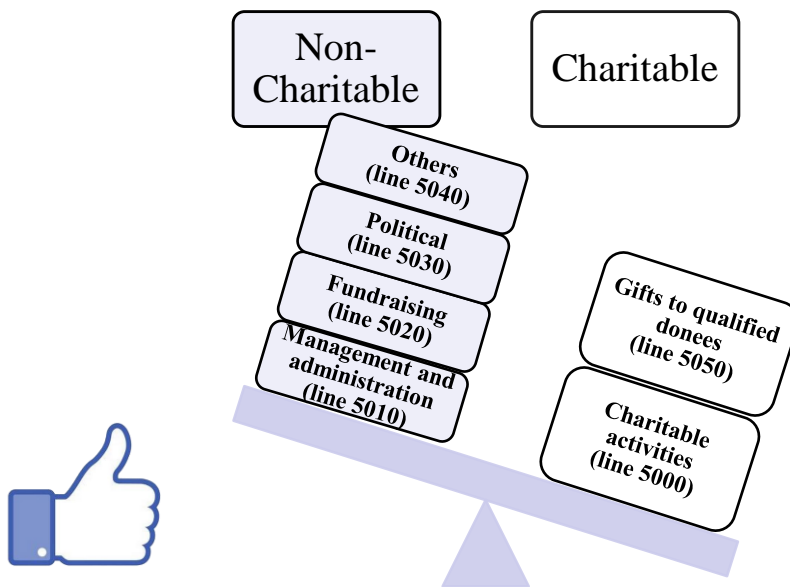 Non-
Charitable
Charitable
Others
(line 5040)
Political
(line 5030)
Fundraising
(line 5020)
Management and
administration
(line 5010)
Gifts to qualified
donees
(line 5050)
Charitable
activities
(line 5000)